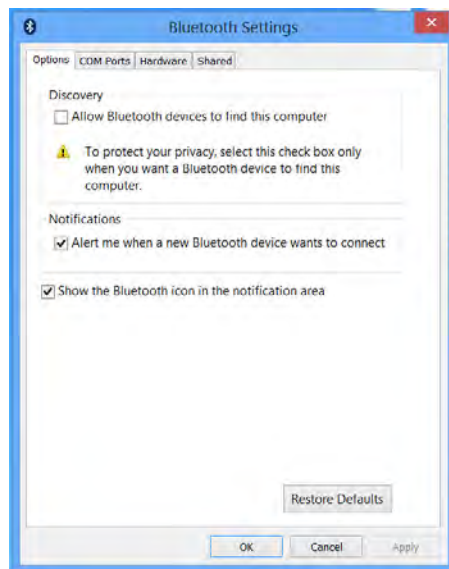 Bluetooth Settings
Options COM Ports Hardware Shared
Discovery
Allow Bluetooth devices to find this computer
To protect your privacy, select this check box only
when you want a Bluetooth device to find this
computer.
Notifications
Alert me when a new Bluetooth device wants to connect
Show the Bluetooth icon in the notification area
Restore Defaults
OK Cancel Apply